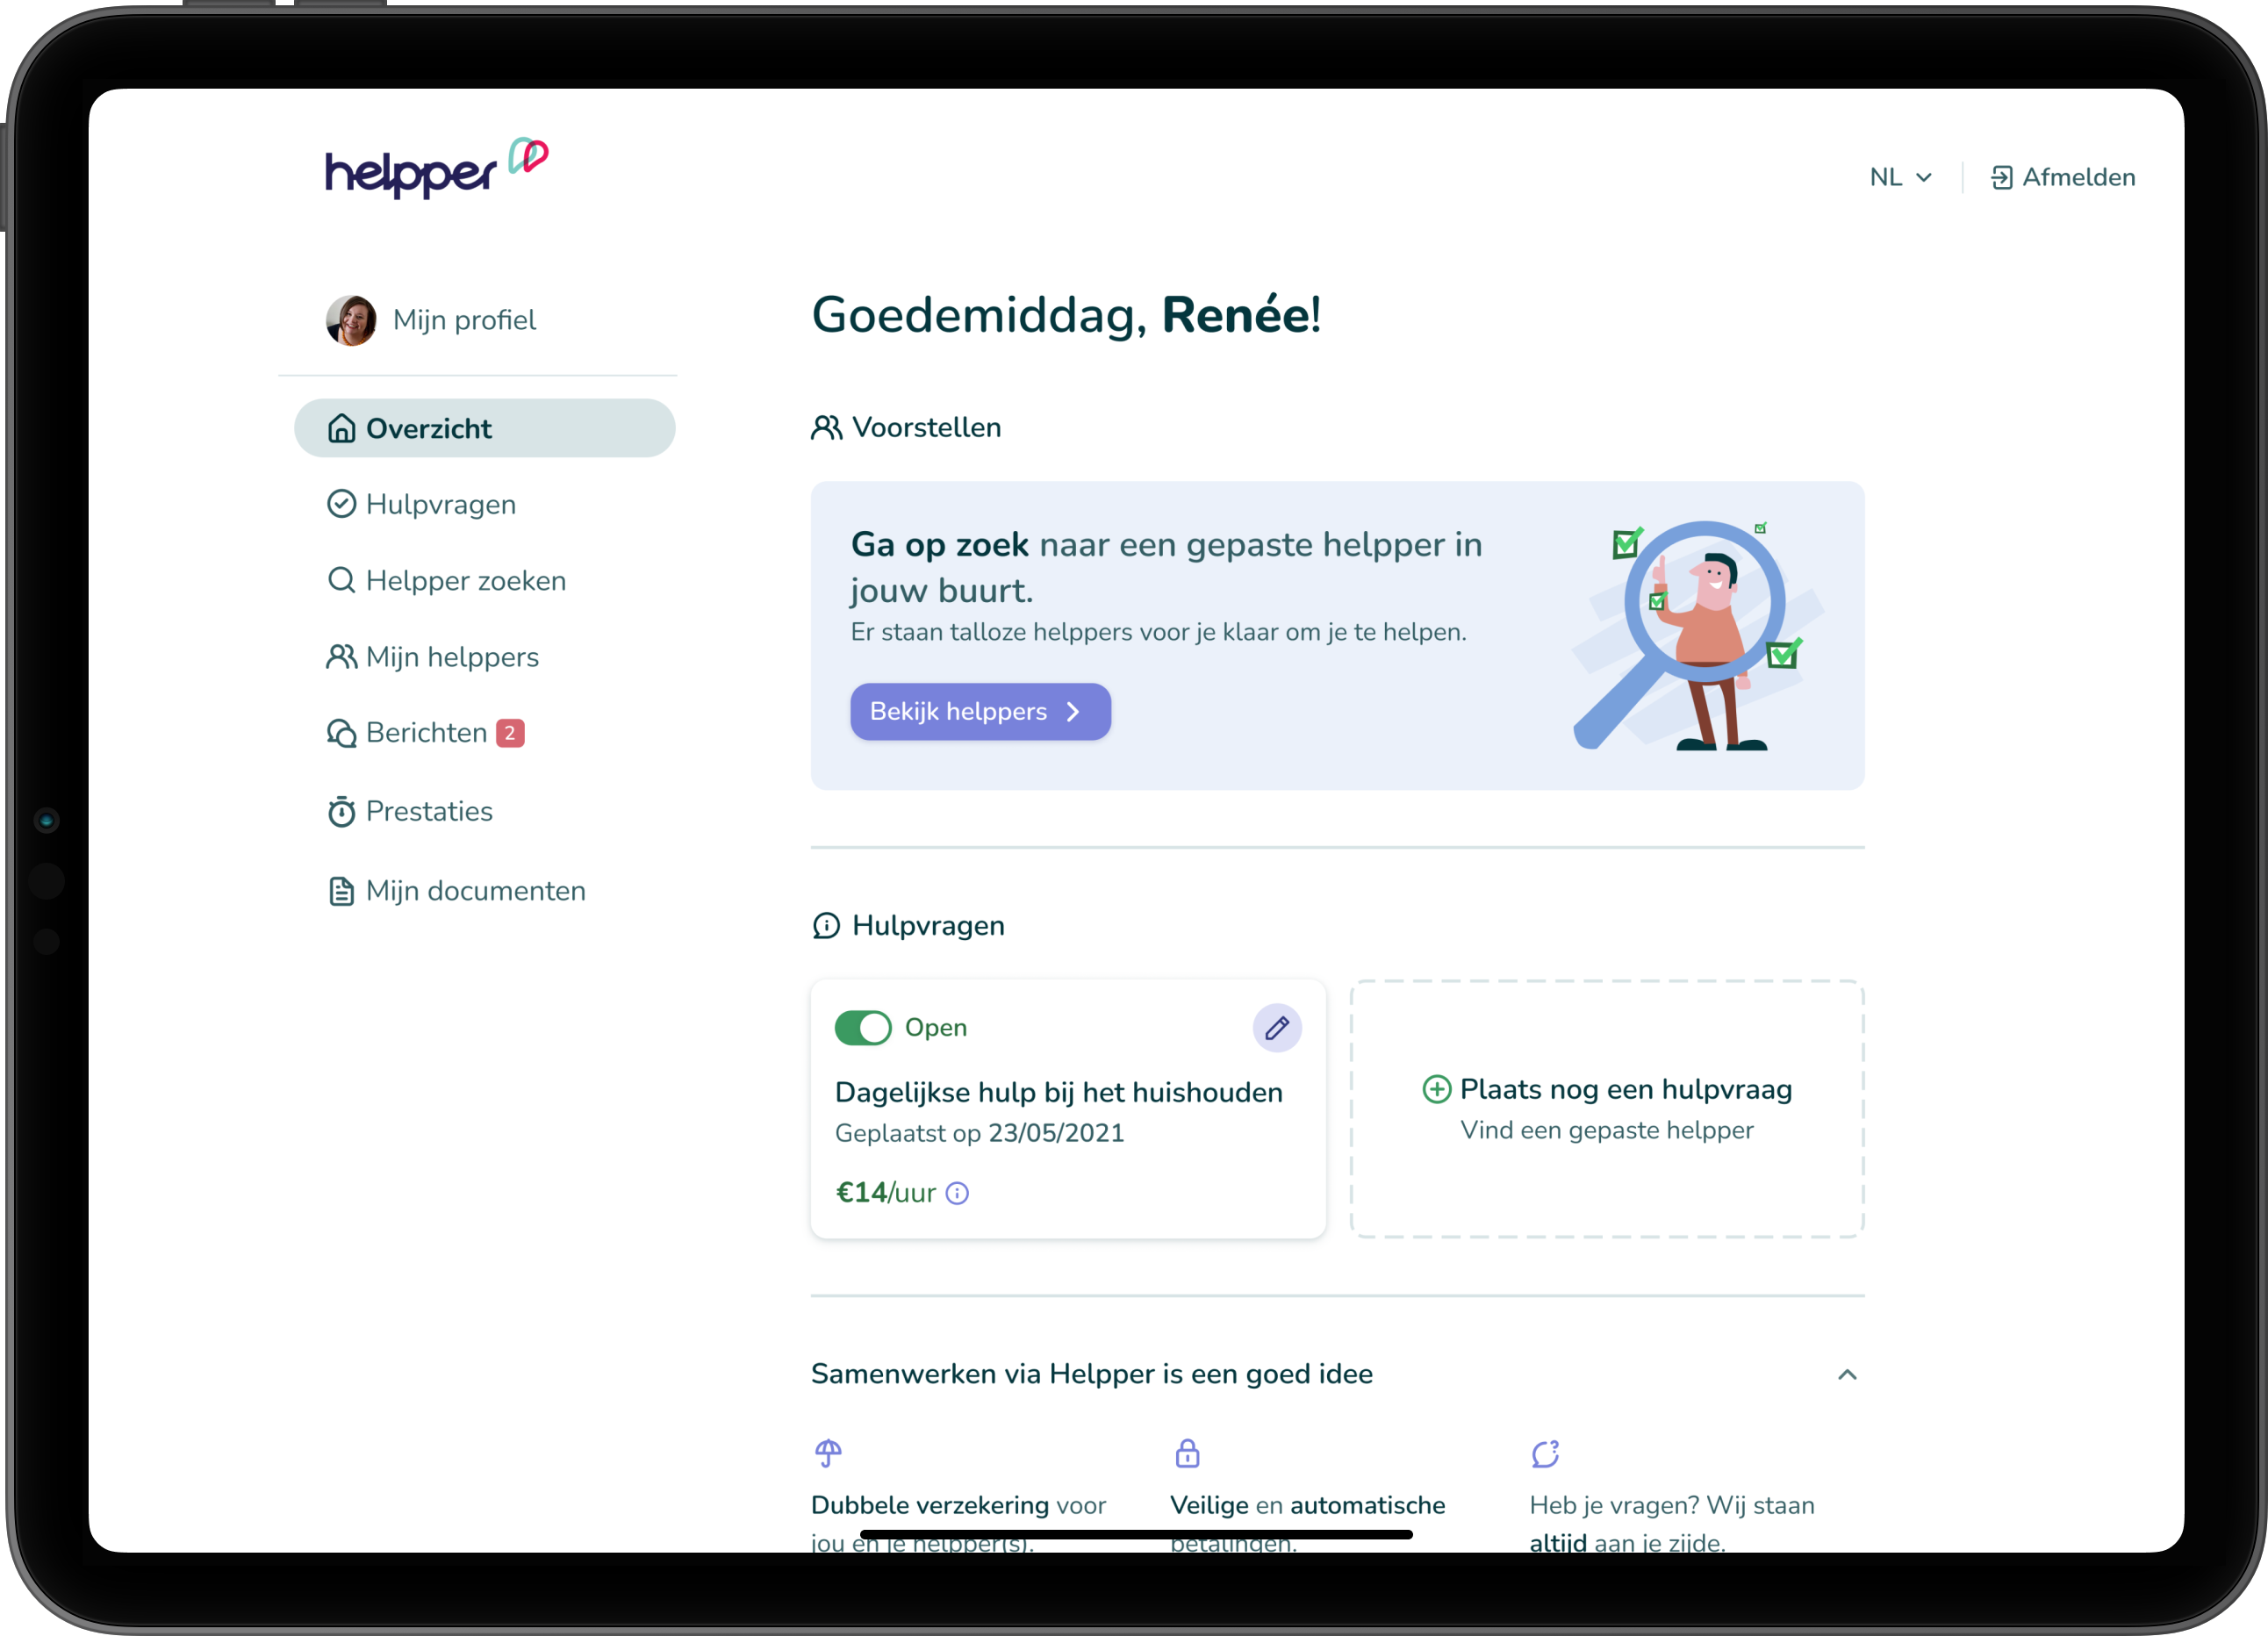 helpper
NL
Afmelden
Mijn profiel
Overzicht
Hulpvragen
Helpper zoeken
Mijn helppers
Berichten 2
Prestaties
Mijn documenten
Goedemiddag, Renée!
Voorstellen
Ga op zoek naar een gepaste helpper in
jouw buurt.
Er staan talloze helppers voor je klaar om je te helpen.
Bekijk helppers
Hulpvragen
Open
Dagelijkse hulp bij het huishouden
Geplaatst op 23/05/2021
€14/uur
Plaats nog een hulpvraag
Vind een gepaste helpper
Samenwerken via Helpper is een goed idee
Dubbele verzekering voor
jou en je helpper(s).
Veilige en automatische
betalingen.
Heb je vragen? Wij staan
altijd aan je zijde.